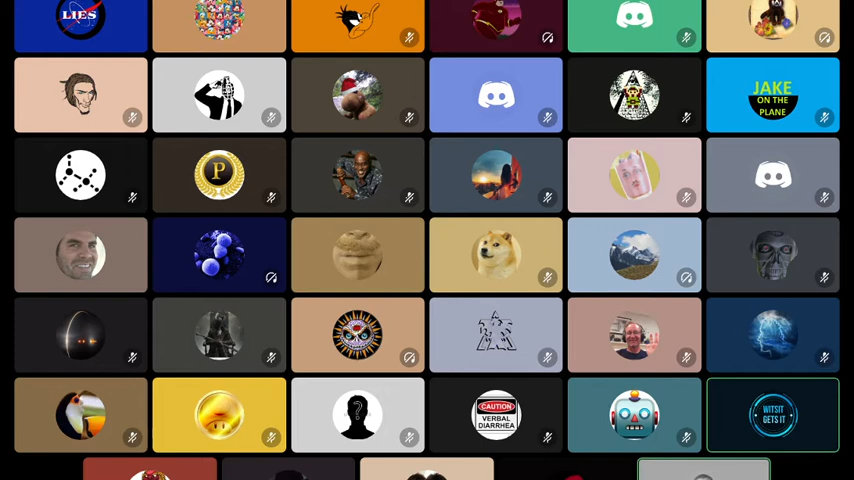 LIES
JAKE
ON THE
PLANE
P
CAUTION
VERBAL
DIARRHEA
WITSIT
GETS IT